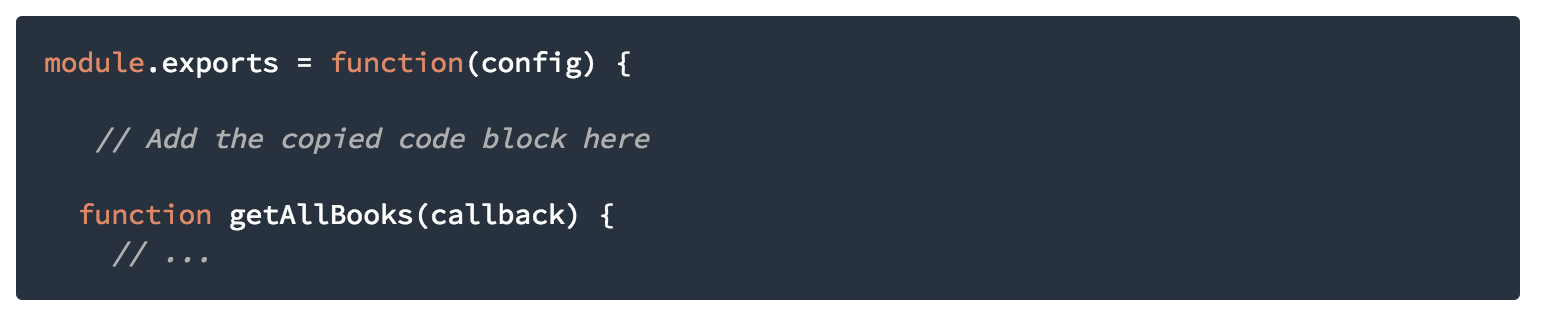 module.exports = function(config) {
// Add the copied code block here
function getAllBooks(callback) {
// ...